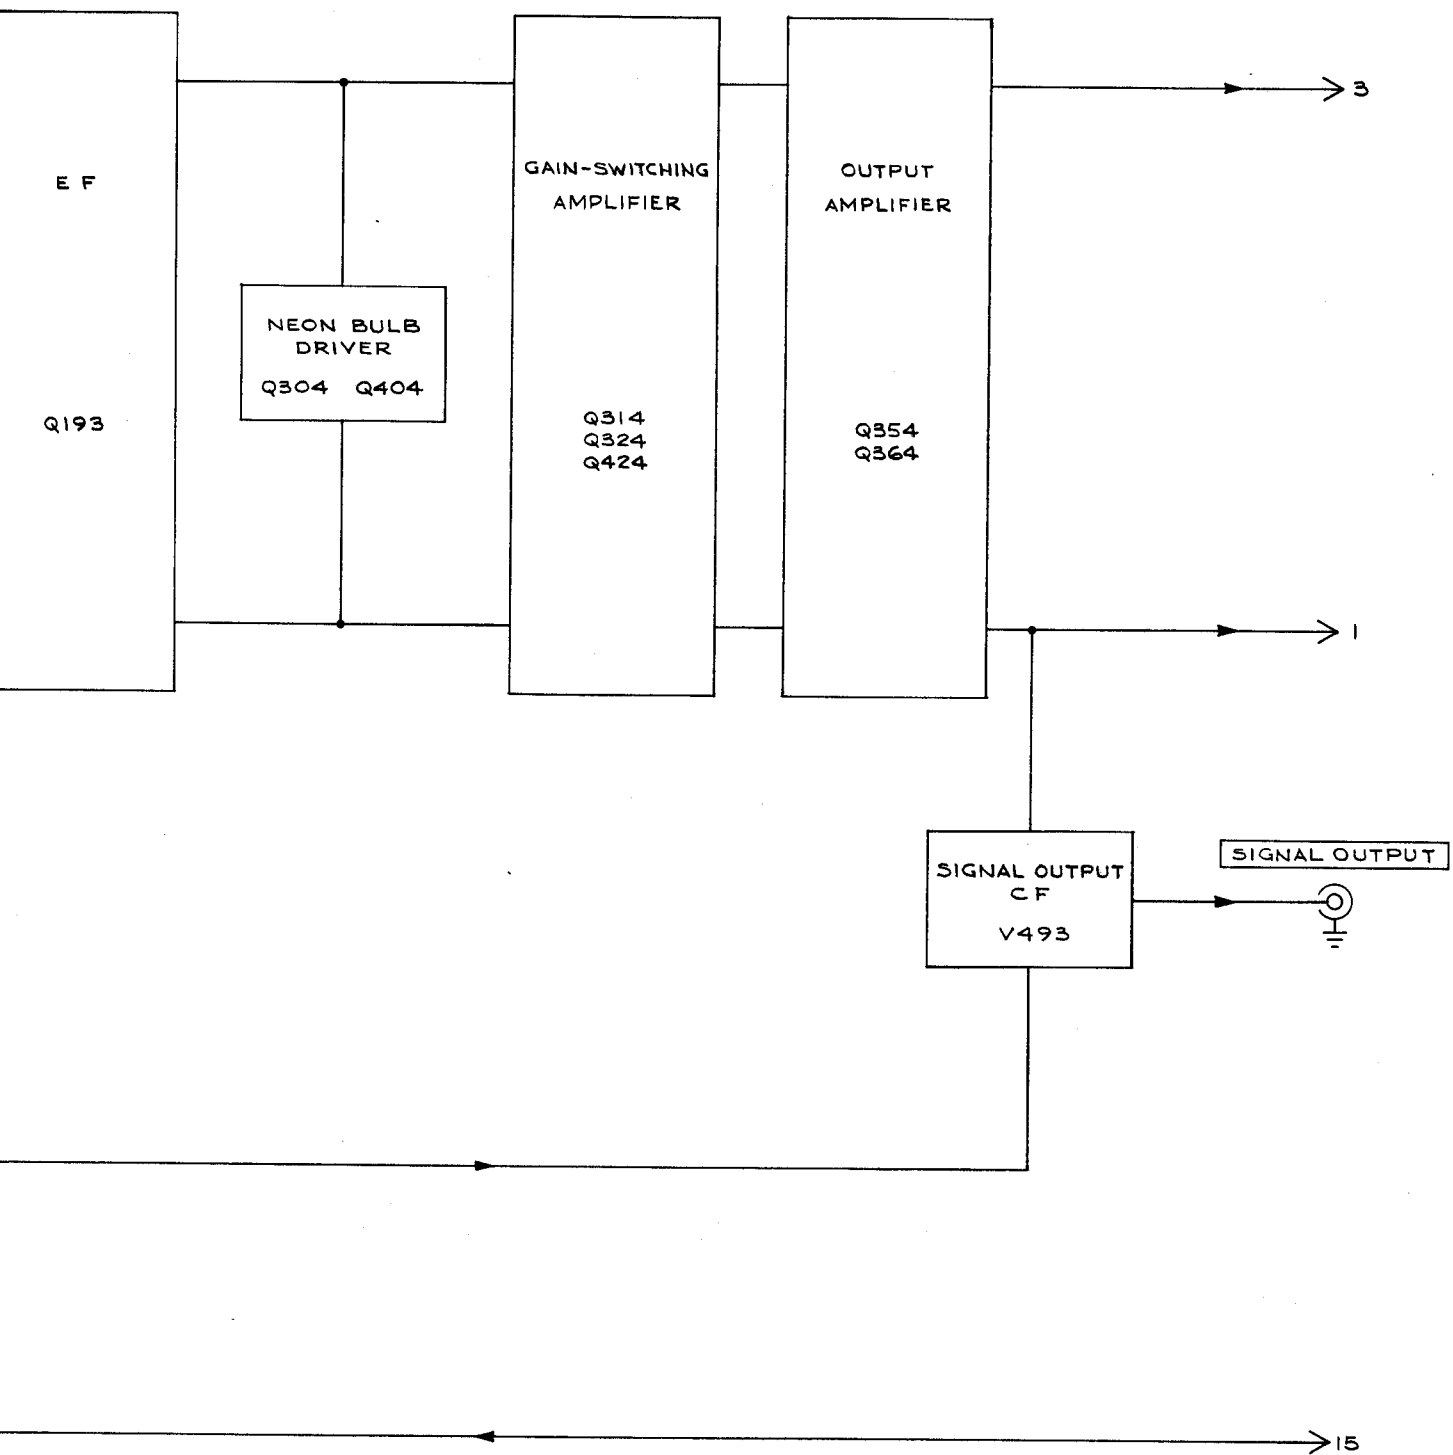 E F
Q193
NEON BULB
DRIVER
Q304 Q404
GAIN-SWITCHING
AMPLIFIER
Q314
Q324
Q424
OUTPUT
AMPLIFIER
Q354
Q364
3
1
SIGNAL OUTPUT
C F
V493
SIGNAL OUTPUT
15